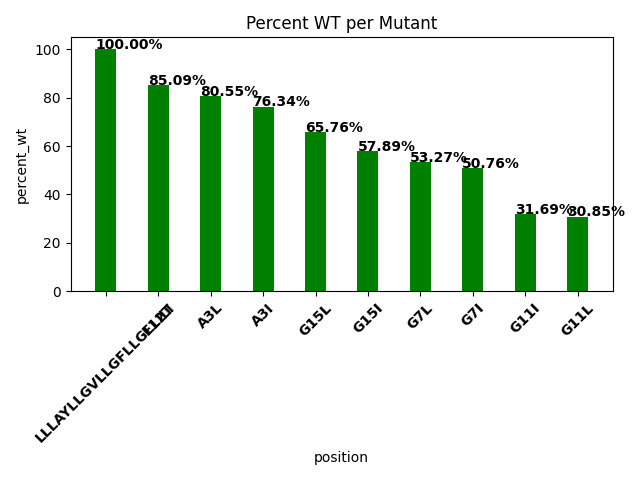 Percent WT per Mutant
percent_wt
100
80
60
40
20
0
100.00%
85.09%
80.55%
76.34%
65.76%
57.89%
53.27%
50.76%
31.69%
30.85%
A3L
A3I
G15L
G15I
G7L
G7I
G11I
G11L
position